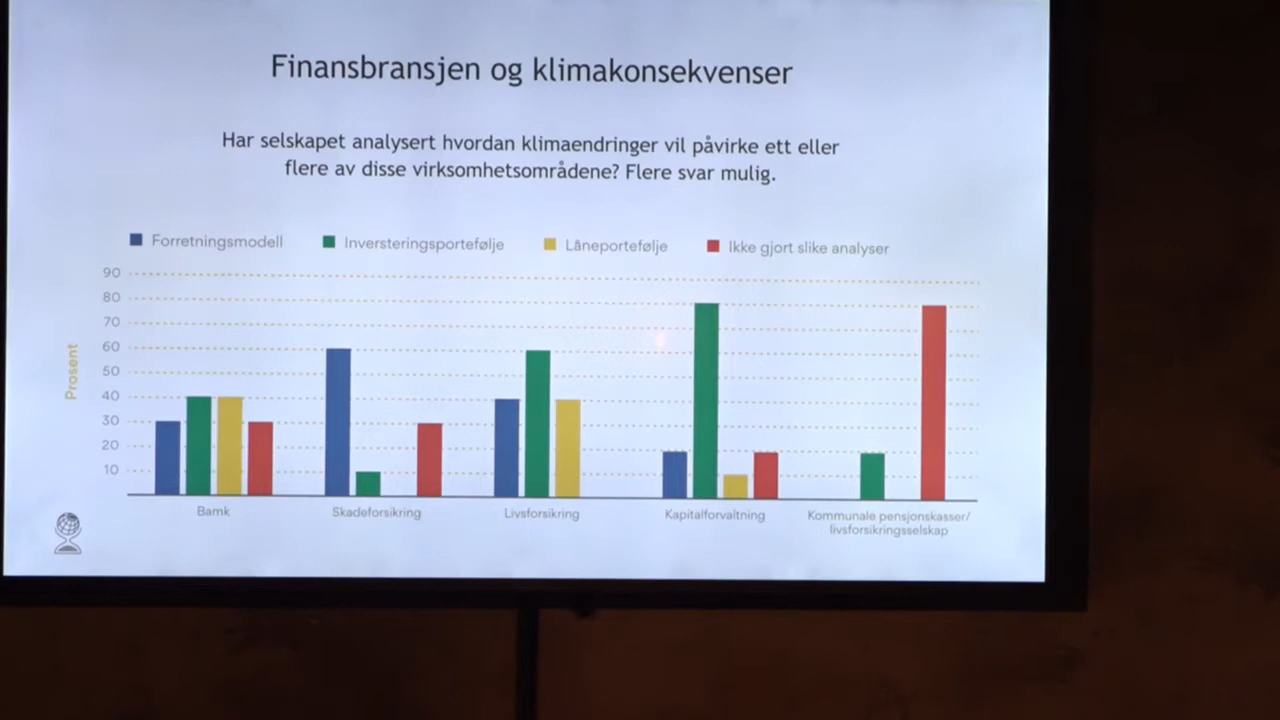 Finansbransjen og klimakonsekvenser
Har selskapet analysert hvordan klimaendringer vil påvirke ett eller
flere av disse virksomhetsområdene? Flere svar mulig.
Forretningsmodell Inversteringsportefølje Låneportefølje Ikke gjort slike analyser
90
80
70
60
50
40
30
20
10
Prosent
Bamk Skadeforsikring Livsforsikring Kapitalforvaltning Kommunale pensjonskasser/
livsforsikringsselskap